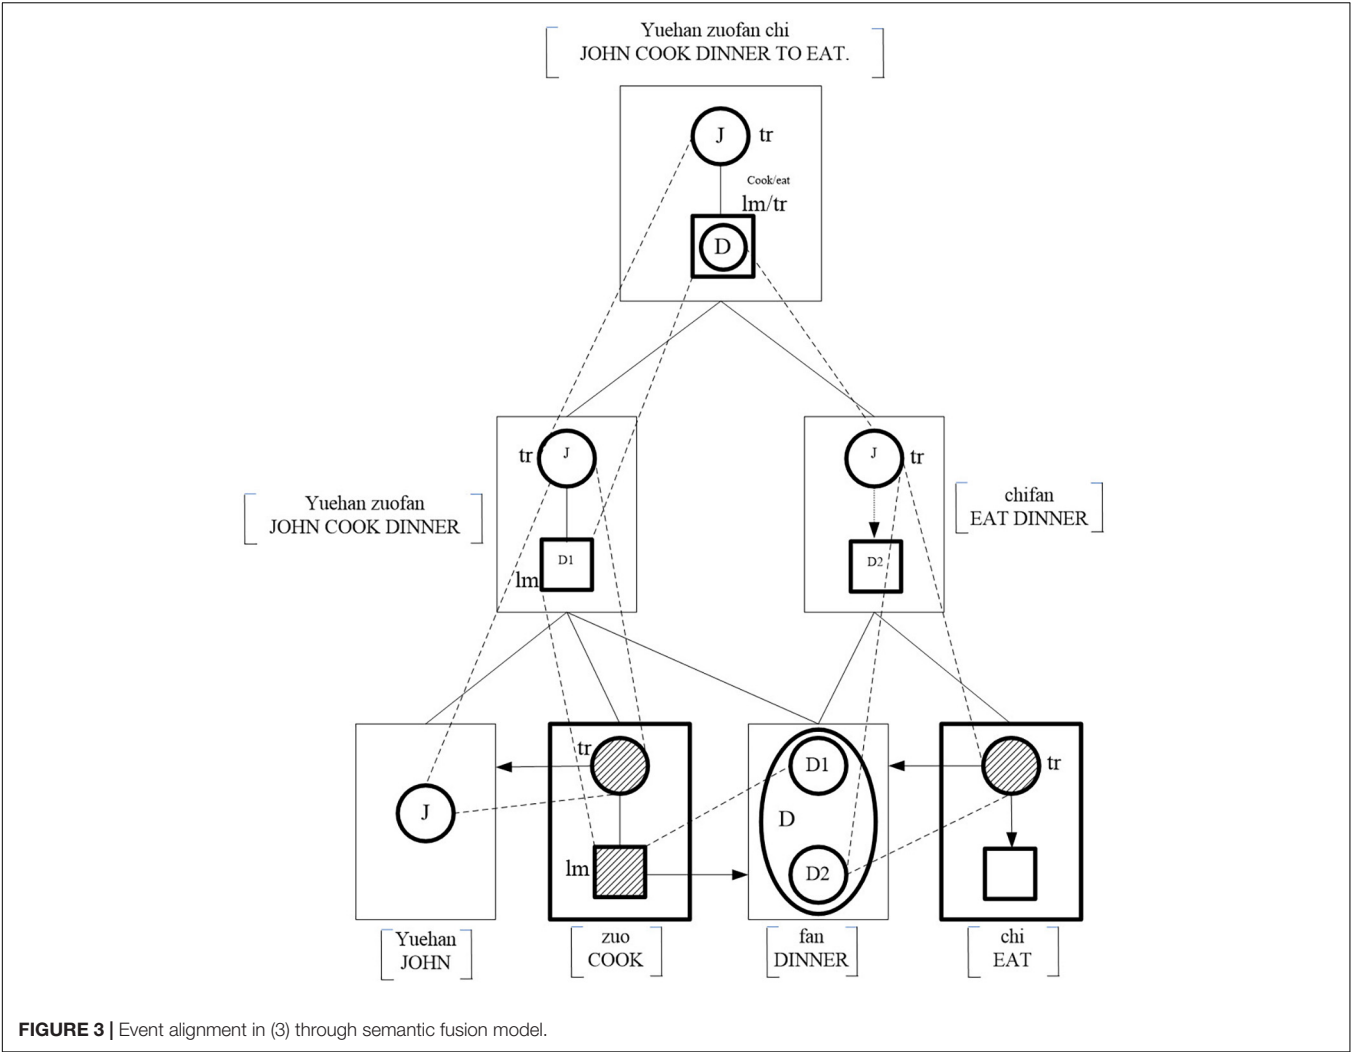 Yuehan zuofan chi
JOHN COOK DINNER TO EAT.
J tr
Cook/eat
lm/tr
D
tr J
J tr
Yuehan zuofan
JOHN COOK DINNER
chifan
EAT DINNER
D1
lm
D2
tr
D1
tr
J
D
lm
D2
Yuehan
JOHN
zuo
COOK
fan
DINNER
chi
EAT
FIGURE 3 | Event alignment in (3) through semantic fusion model.